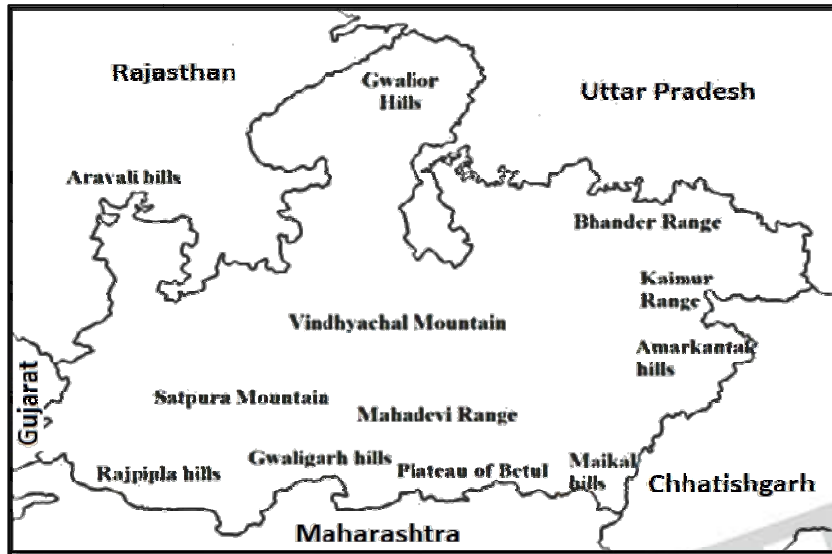 Rajasthan
Gwalior
Hills
Uttar Pradesh
Aravali hills
Bhander Range
Kaimur
Range
Vindhyachal Mountain
Amarkantak
hills
Gujarat
Satpura Mountain
Mahadevi Range
Gwaligarh hills
Rajpipla hills
Plateau of Betul
Maikal
hills
Chhatishgarh
Maharashtra